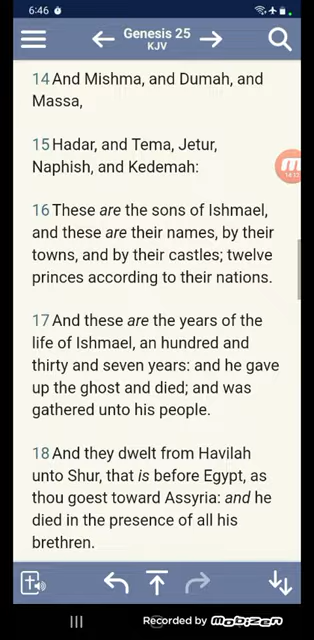 6:46
Genesis 25
KJV
14 And Mishma, and Dumah, and
Massa,
15 Hadar, and Tema, Jetur,
Naphish, and Kedemah:
16 These are the sons of Ishmael,
and these are their names, by their
towns, and by their castles; twelve
princes according to their nations.
17 And these are the years of the
life of Ishmael, an hundred and
thirty and seven years: and he gave
up the ghost and died; and was
gathered unto his people.
18 And they dwelt from Havilah
unto Shur, that is before Egypt, as
thou goest toward Assyria: and he
died in the presence of all his
brethren.
Recorded by mobizen